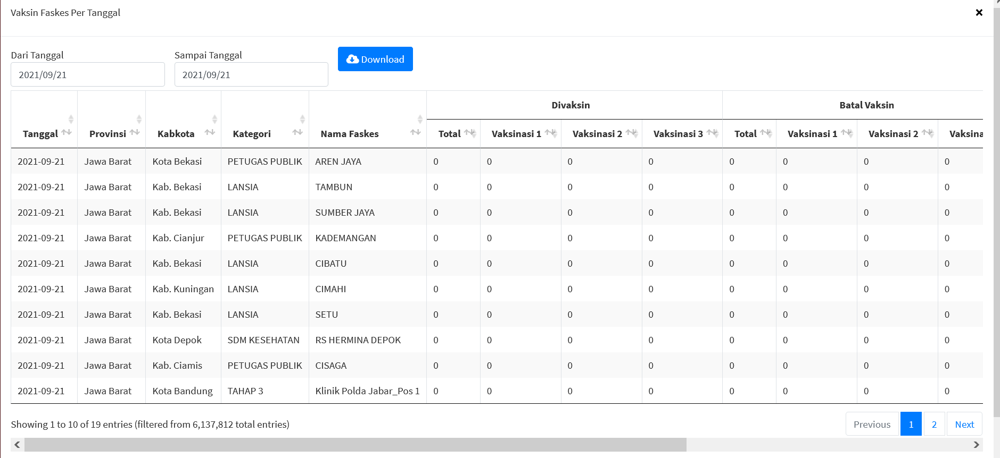 Vaksin Faskes Per Tanggal
Dari Tanggal Sampai Tanggal Download
2021/09/21 2021/09/21
Divaksin Batal Vaksin
Tanggal Provinsi Kabkota Kategori Nama Faskes Total Vaksinasi 1 Vaksinasi 2 Vaksinasi 3 Total Vaksinasi 1 Vaksinasi 2 Vaksina
2021-09-21 Jawa Barat Kota Bekasi PETUGAS PUBLIK AREN JAYA 0 0 0 0 0 0 0 0
2021-09-21 Jawa Barat Kab. Bekasi LANSIA TAMBUN 0 0 0 0 0 0 0 0
2021-09-21 Jawa Barat Kab. Bekasi LANSIA SUMBER JAYA 0 0 0 0 0 0 0 0
2021-09-21 Jawa Barat Kab. Cianjur PETUGAS PUBLIK KADEMANGAN 0 0 0 0 0 0 0 0
2021-09-21 Jawa Barat Kab. Bekasi LANSIA CIBATU 0 0 0 0 0 0 0 0
2021-09-21 Jawa Barat Kab. Kuningan LANSIA CIMAHI 0 0 0 0 0 0 0 0
2021-09-21 Jawa Barat Kab. Bekasi LANSIA SETU 0 0 0 0 0 0 0 0
2021-09-21 Jawa Barat Kota Depok SDM KESEHATAN RS HERMINA DEPOK 0 0 0 0 0 0 0 0
2021-09-21 Jawa Barat Kab. Ciamis PETUGAS PUBLIK CISAGA 0 0 0 0 0 0 0 0
2021-09-21 Jawa Barat Kota Bandung TAHAP 3 Klinik Polda Jabar_Pos 1 0 0 0 0 0 0 0 0
Showing 1 to 10 of 19 entries (filtered from 6,137,812 total entries) Previous 1 2 Next